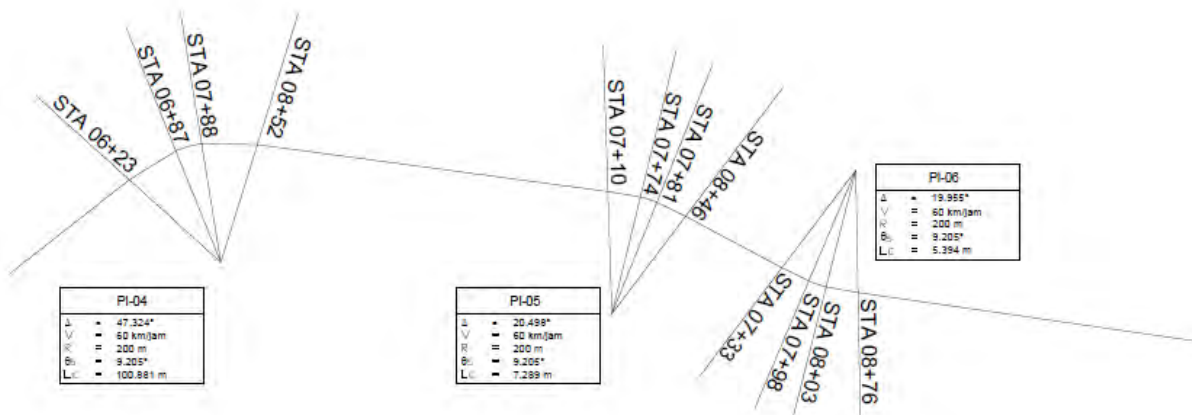 STA 06+23
STA 06+87
STA 07+88
STA 08+52
STA 07+10
STA 07+74
STA 07+81
STA 08+46
STA 07+33
STA 07+98
STA 08+03
STA 08+76
PI-04
Δ = 47.324°
V = 60 km/jam
R = 200 m
θs = 9.205°
Lc = 100.881 m
PI-05
Δ = 20.498°
V = 60 km/jam
R = 200 m
θs = 9.205°
Lc = 7.289 m
PI-06
Δ = 19.955°
V = 60 km/jam
R = 200 m
θs = 9.205°
Lc = 5.394 m